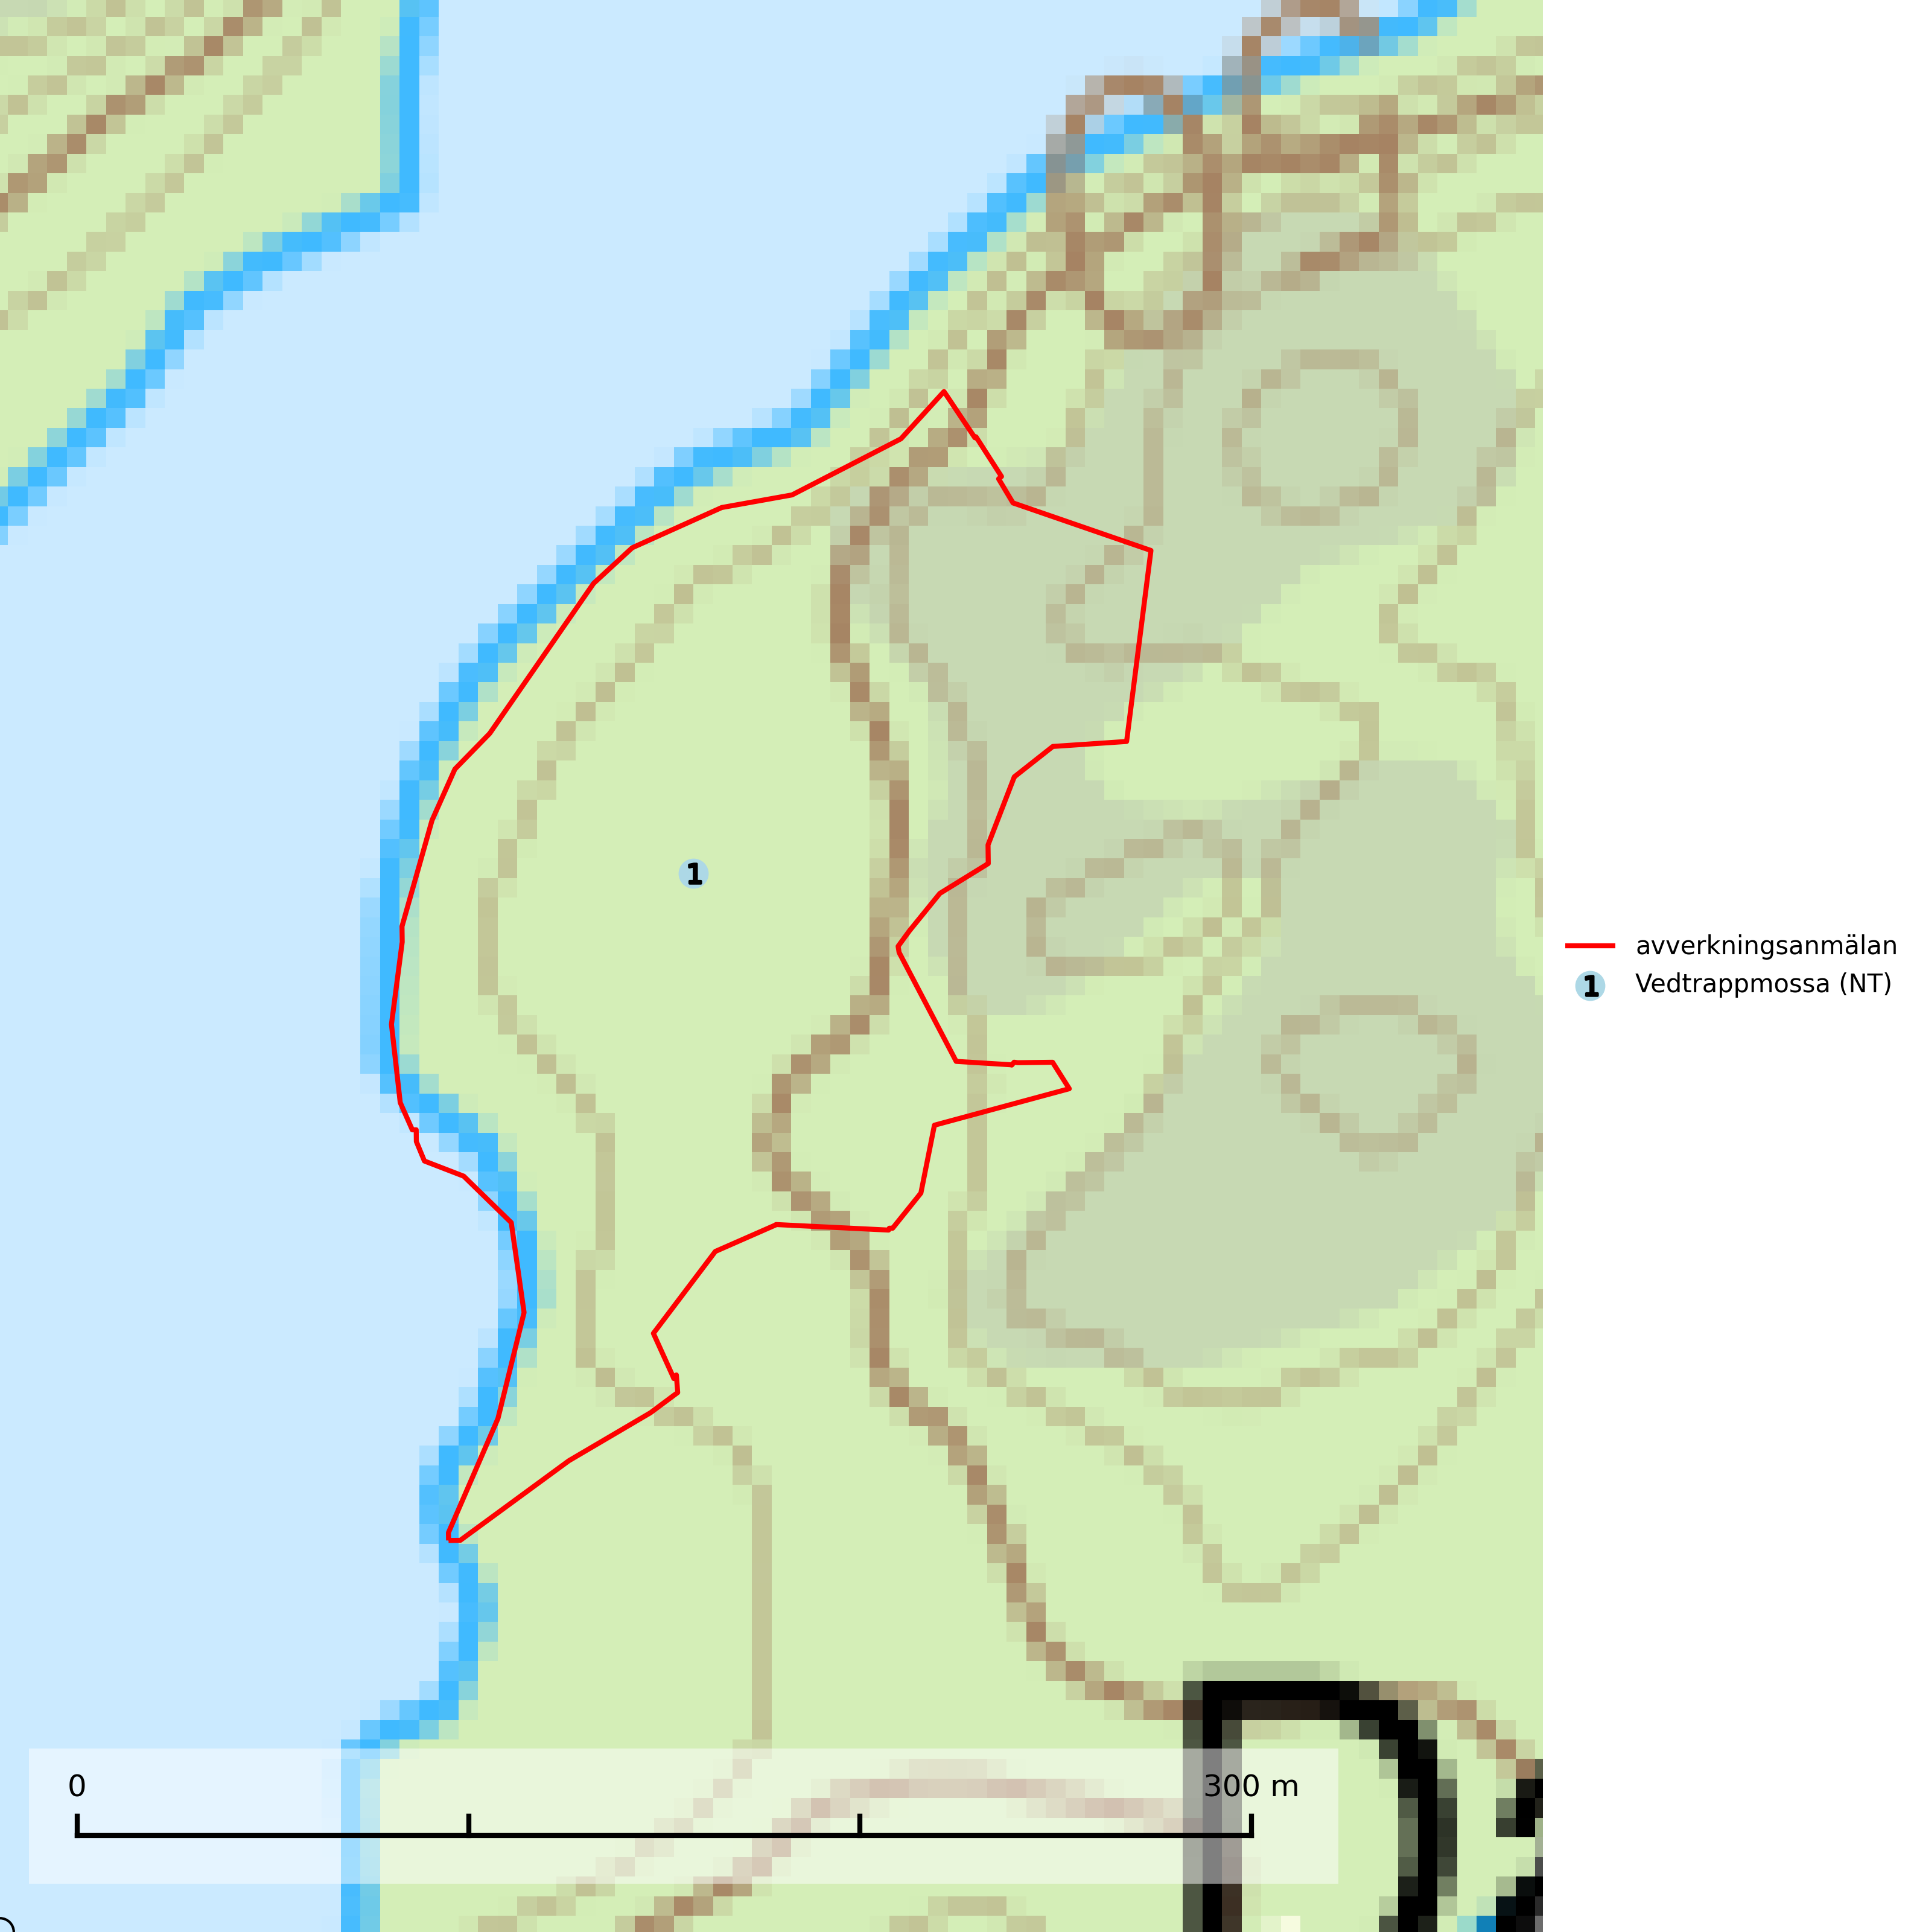 1
avverkningsanmälan
1 Vedtrappmossa (NT)
0 300 m